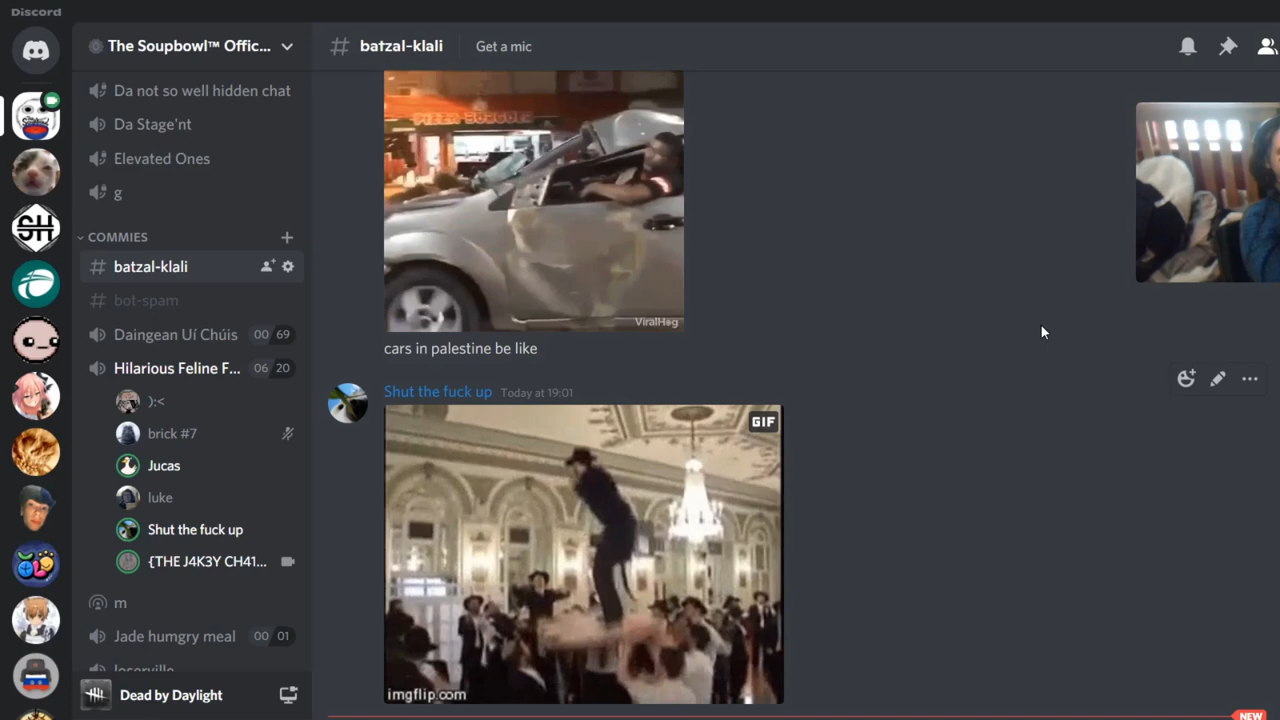 Discord
The Soupbowl™ Offic...
batzal-klali
Get a mic
Da not so well hidden chat
Da Stage'nt
Elevated Ones
g
COMMIES
batzal-klali
bot-spam
Daingean Uí Chúis 00 69
Hilarious Feline F... 06 20
):<
brick #7
Jucas
luke
Shut the fuck up
{THE J4K3Y CH41...
m
Jade humgry meal 00 01
loserville
Dead by Daylight
SH
ViralHog
cars in palestine be like
Shut the fuck up Today at 19:01
GIF
imgflip.com
NEW